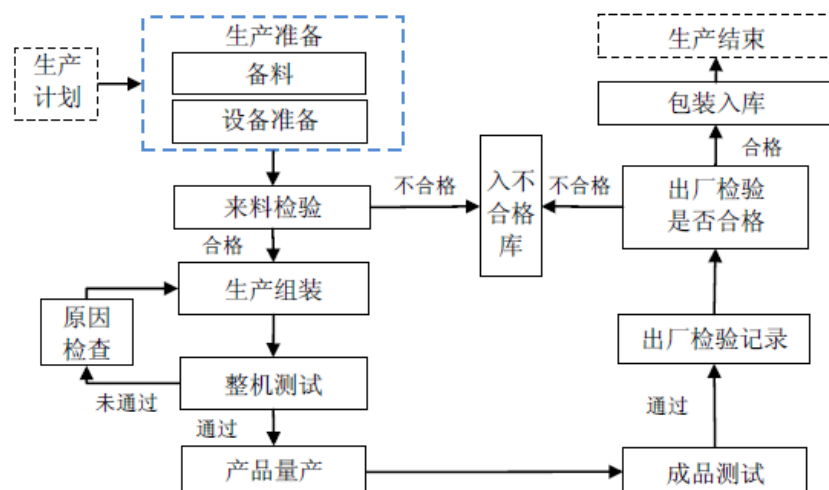 生产
计划
生产准备
备料
设备准备
来料检验
不合格
合格
生产组装
原因
检查
整机测试
未通过
通过
产品量产
成品测试
通过
出厂检验记录
出厂检验
是否合格
不合格
入不
合格
库
合格
包装入库
生产结束